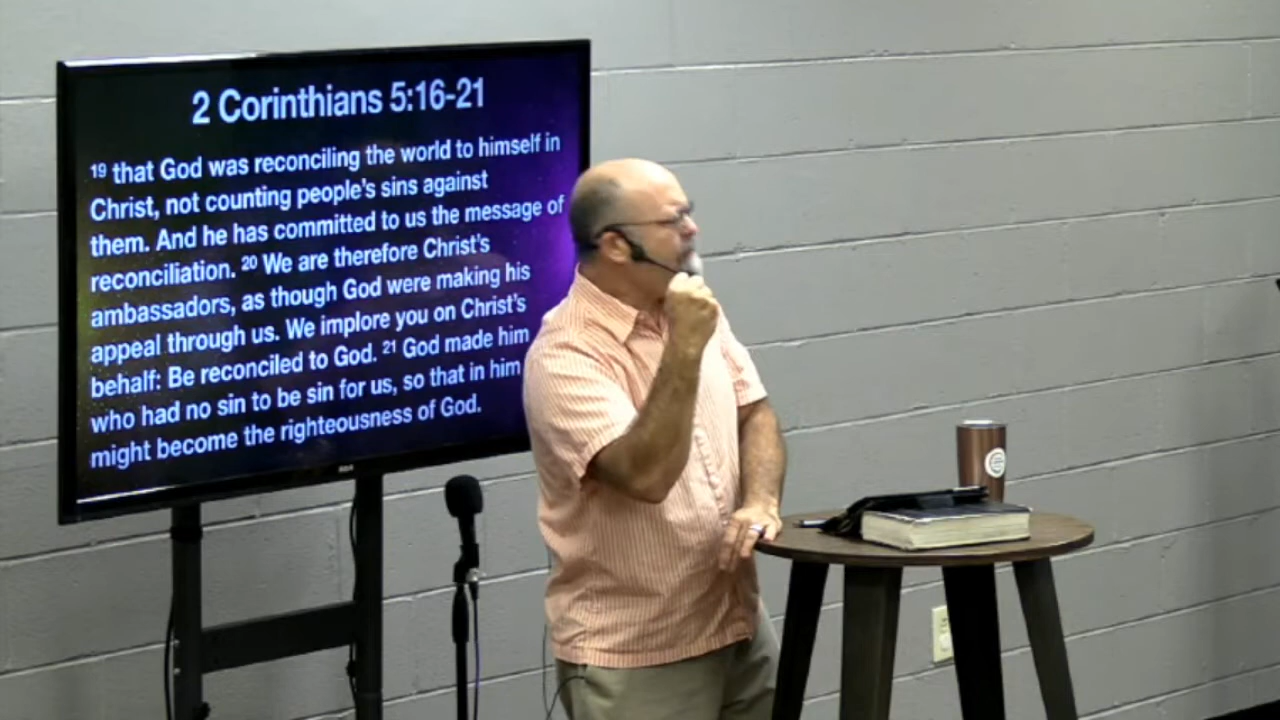 2 Corinthians 5:16-21
19 that God was reconciling the world to himself in
Christ, not counting people's sins against
them. And he has committed to us the message of
reconciliation. 20 We are therefore Christ's
ambassadors, as though God were making his
appeal through us. We implore you on Christ's
behalf: Be reconciled to God. 21 God made him
who had no sin to be sin for us, so that in him
might become the righteousness of God.
RCA